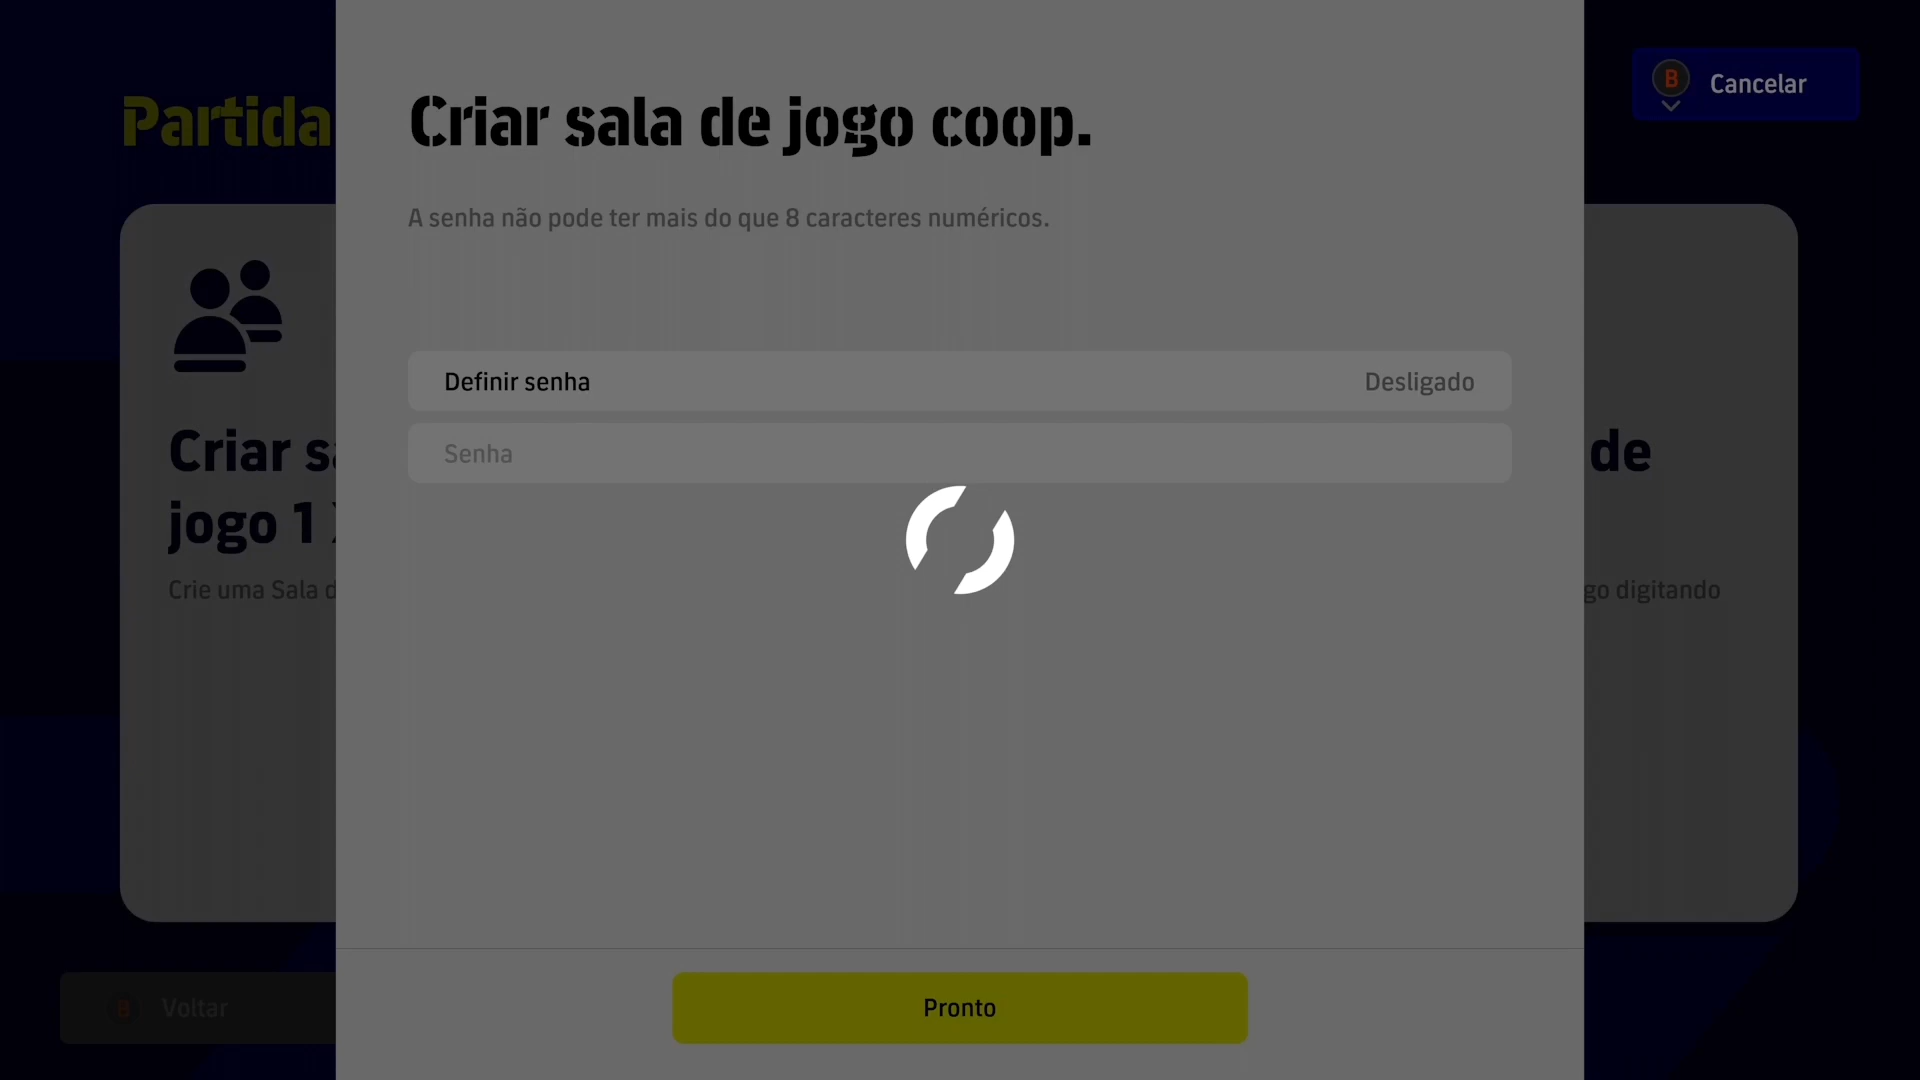 Partida
Criar sala de jogo coop.
B Cancelar
A senha não pode ter mais do que 8 caracteres numéricos.
Definir senha Desligado
Senha
Criar
jogo 1
Crie uma Sala
de
digitando
B Voltar
Pronto